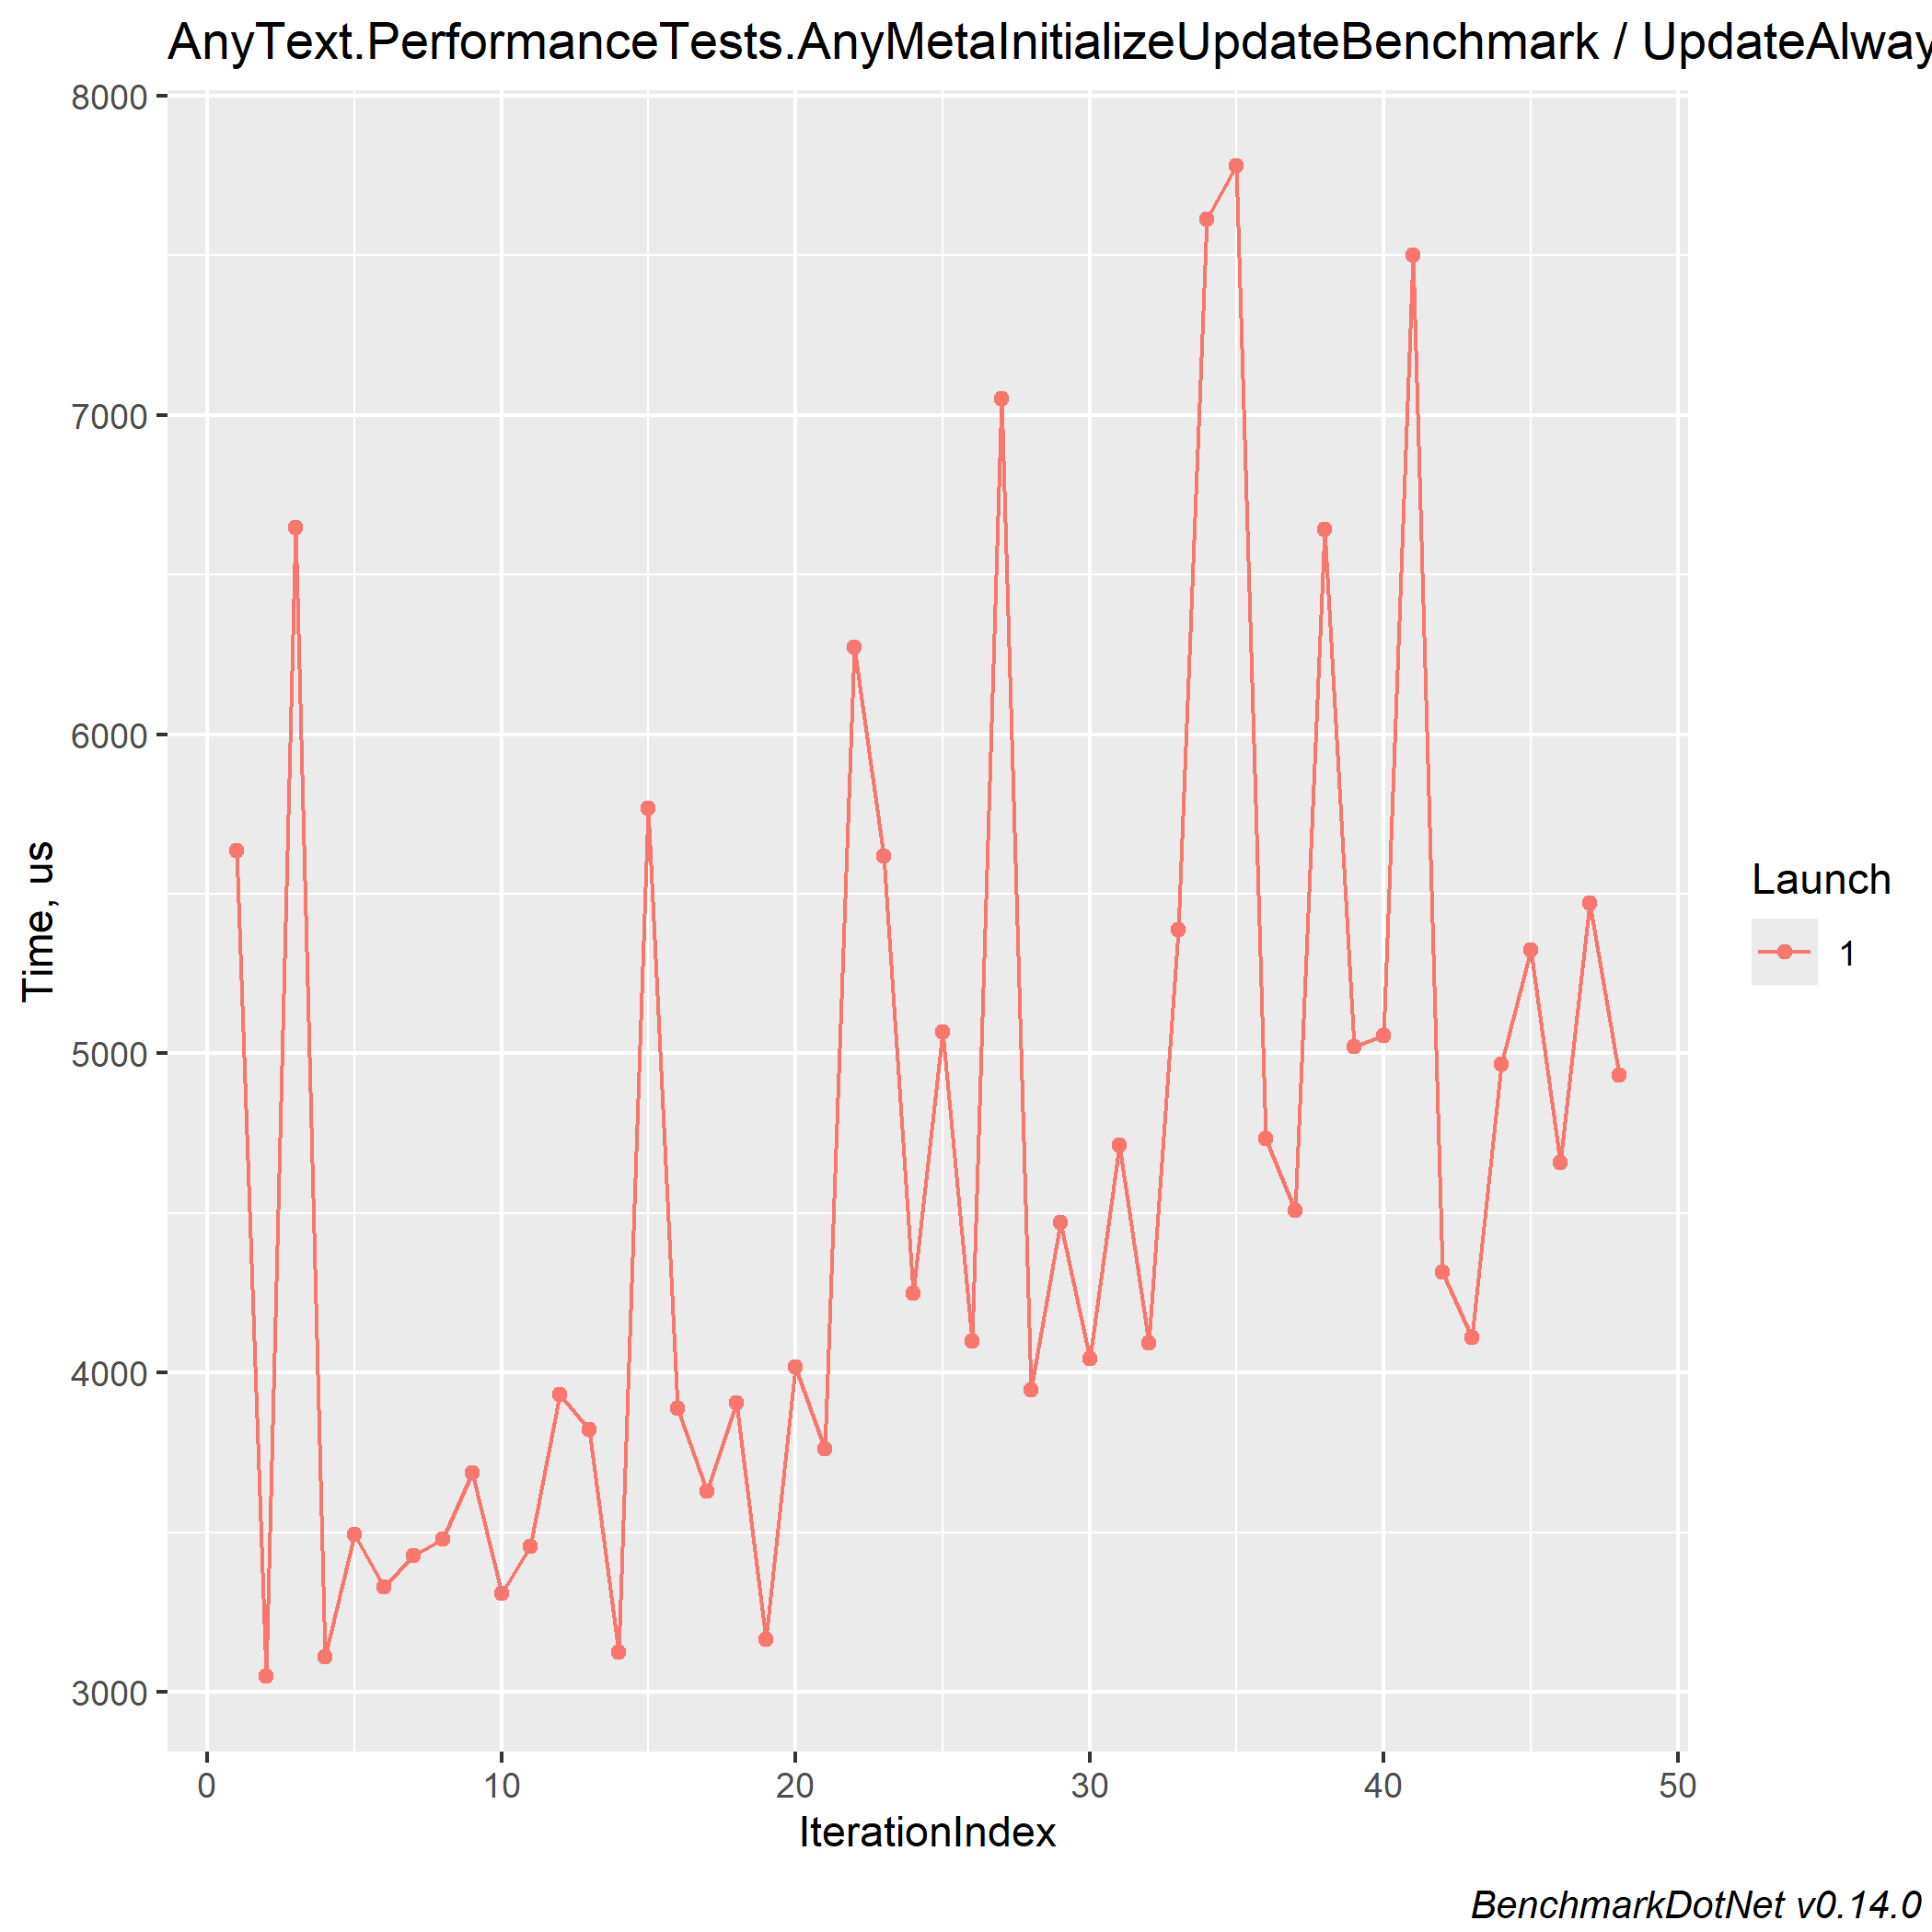 AnyText.PerformanceTests.AnyMetaInitializeUpdateBenchmark / UpdateAlway
8000
7000
6000
5000
4000
3000
Time, us
0 10 20 30 40 50
IterationIndex
Launch
1
BenchmarkDotNet v0.14.0